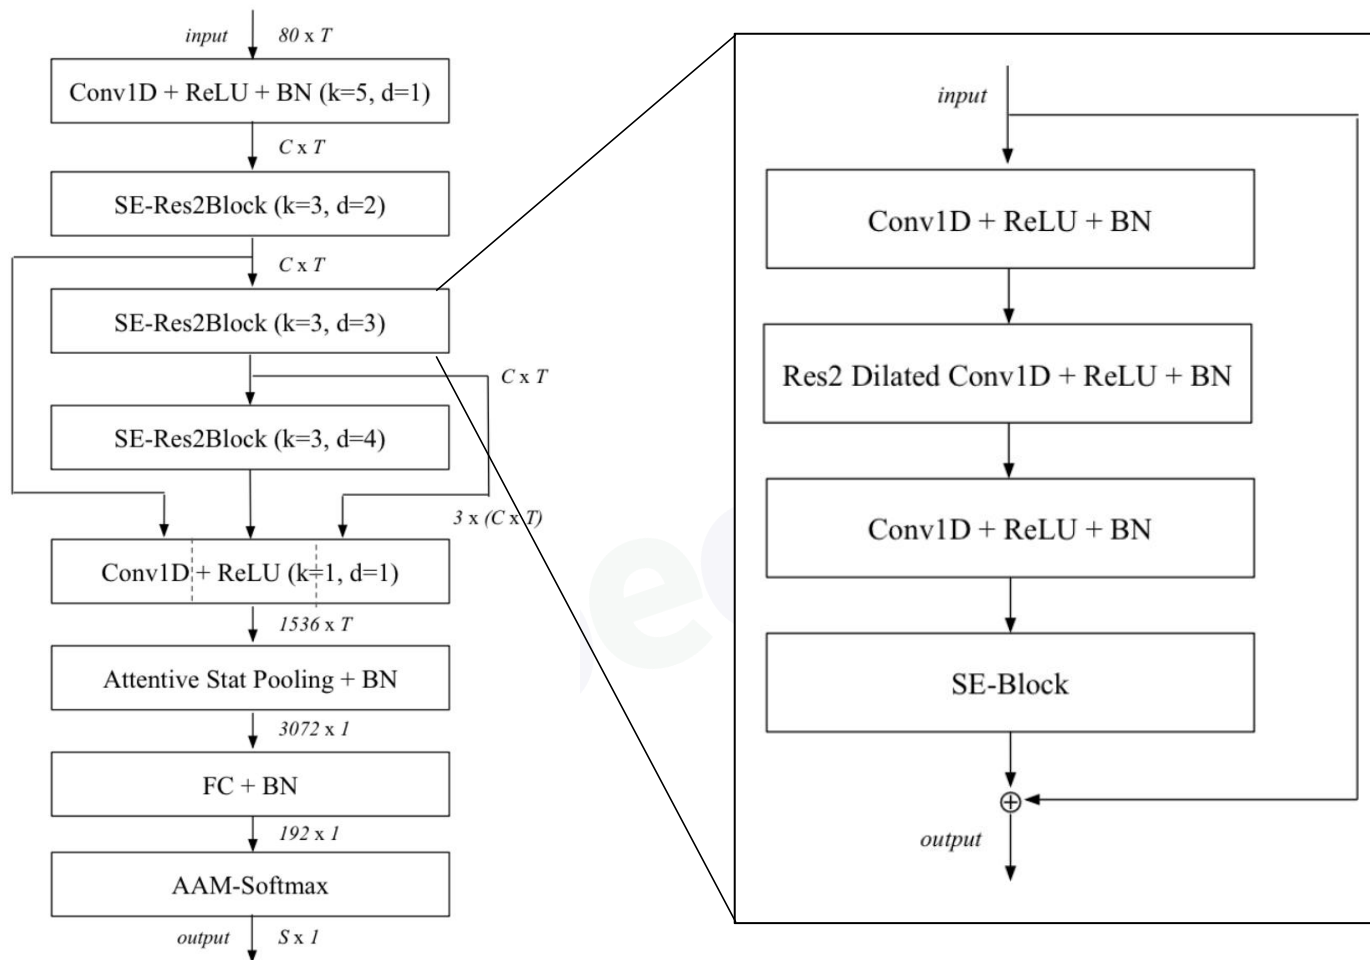 input 80 x T
Conv1D + ReLU + BN (k=5, d=1)
C x T
SE-Res2Block (k=3, d=2)
C x T
SE-Res2Block (k=3, d=3)
C x T
SE-Res2Block (k=3, d=4)
3 x (C x T)
Conv1D + ReLU (k=1, d=1)
1536 x T
Attentive Stat Pooling + BN
3072 x 1
FC + BN
192 x 1
AAM-Softmax
output S x 1
input
Conv1D + ReLU + BN
Res2 Dilated Conv1D + ReLU + BN
Conv1D + ReLU + BN
SE-Block
output